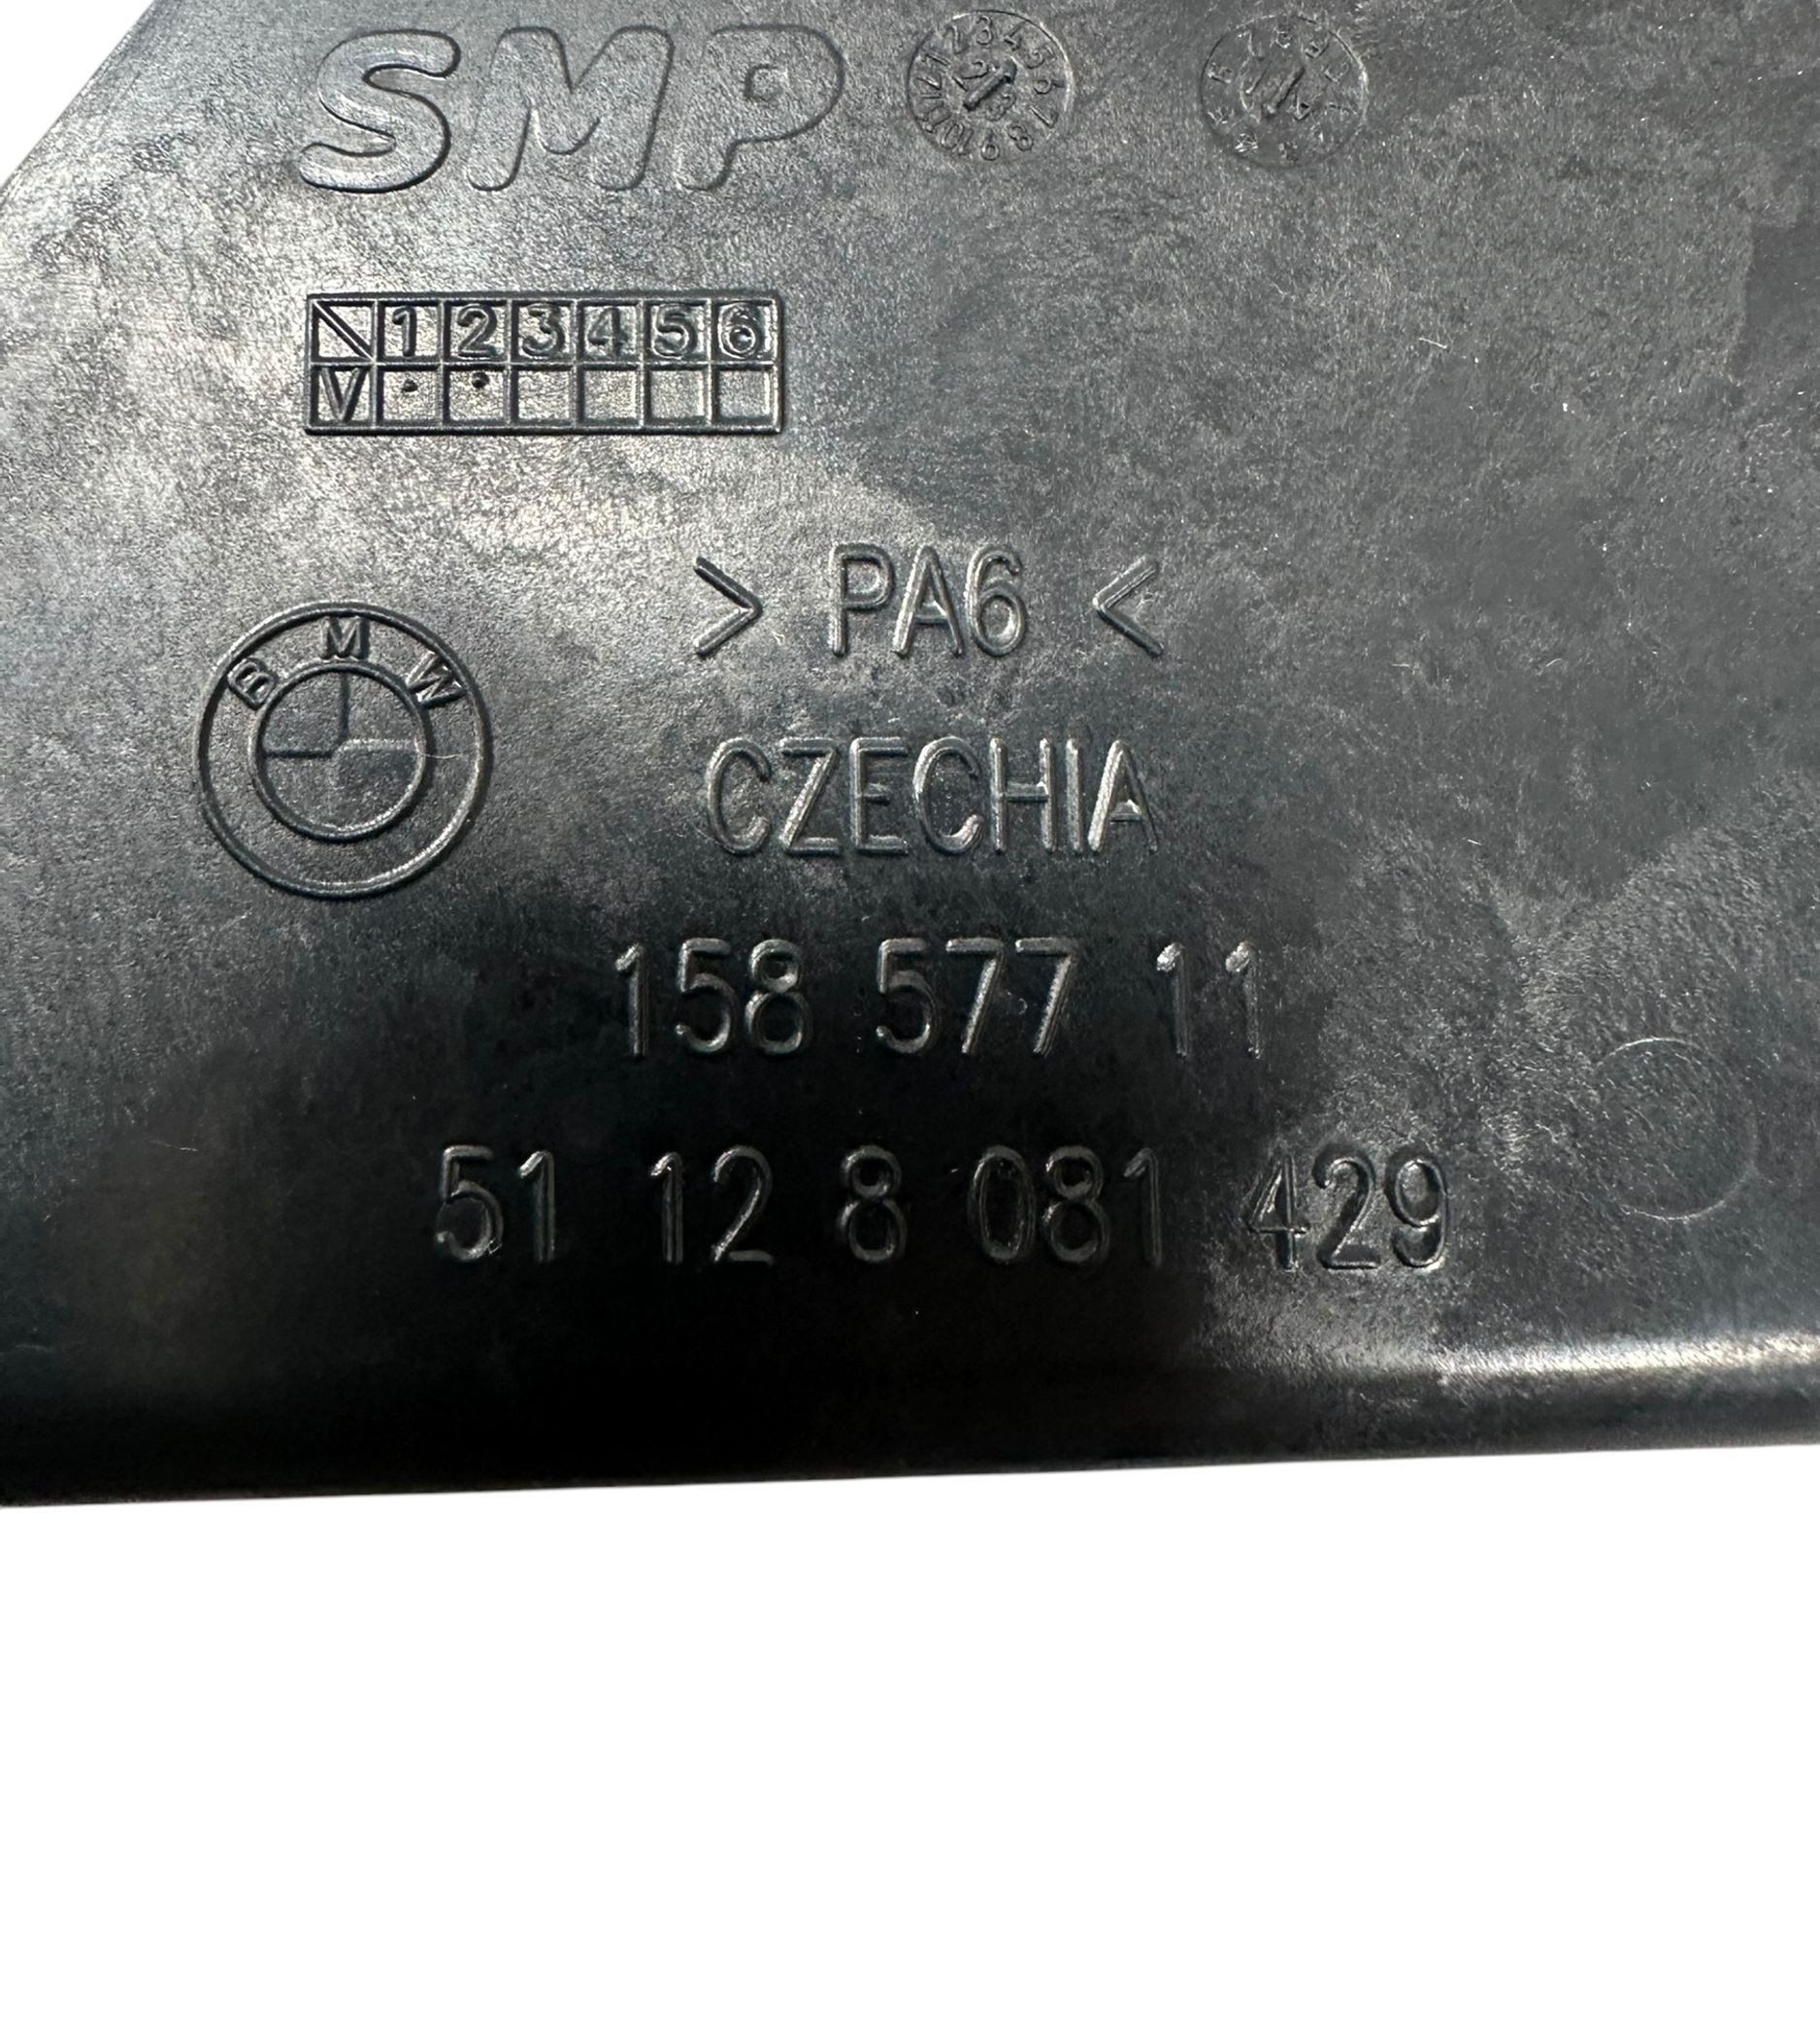 SMP
1 2 3 4 5 6
V
> PA6 <
BMW
CZECHIA
158 577 11
51 12 8 081 429